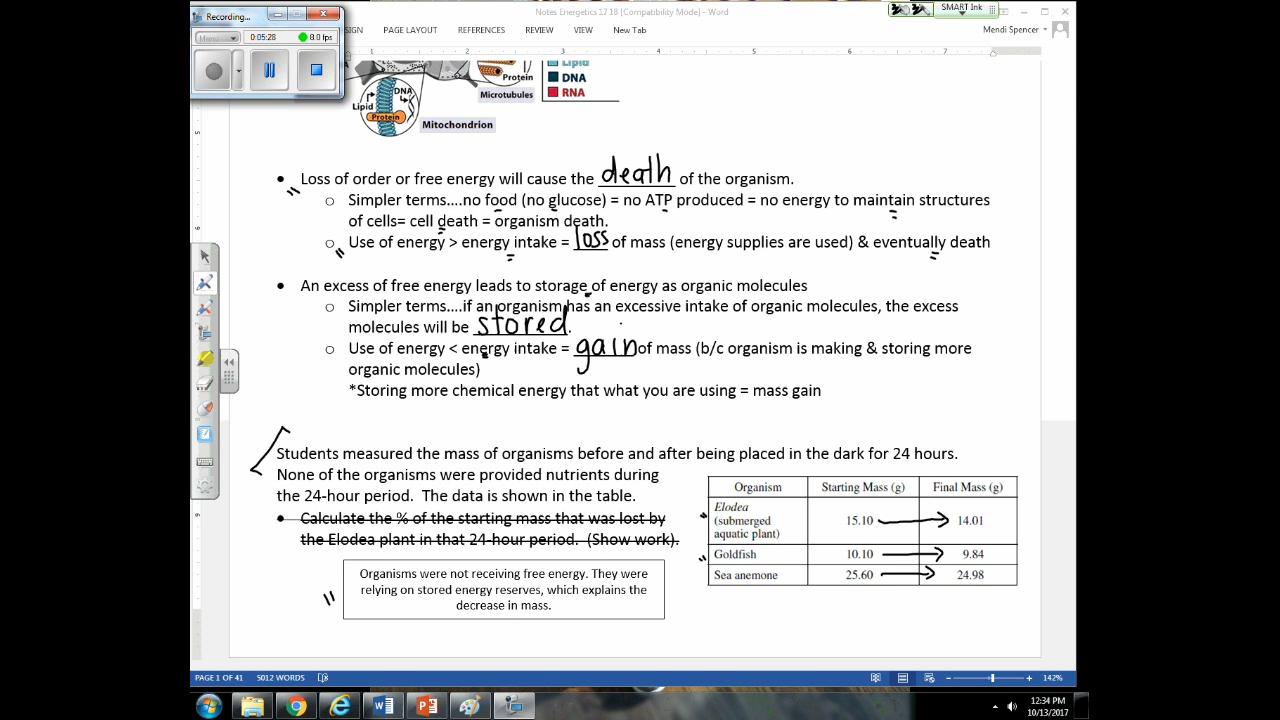 Recording...
Menu
0:05:28
8.0 fps
Notes Energetics 17 18 [Compatibility Mode] - Word
SMART Ink
SIGN PAGE LAYOUT REFERENCES REVIEW VIEW New Tab
Mendi Spencer
1 2 3 4 5 6 7
Lipid
DNA
RNA
Protein
Microtubules
DNA
Lipid
Protein
Mitochondrion
• Loss of order or free energy will cause the death of the organism.
o Simpler terms....no food (no glucose) = no ATP produced = no energy to maintain structures
of cells= cell death = organism death.
o Use of energy > energy intake = loss of mass (energy supplies are used) & eventually death
• An excess of free energy leads to storage of energy as organic molecules
o Simpler terms....if an organism has an excessive intake of organic molecules, the excess
molecules will be stored.
o Use of energy < energy intake = gain of mass (b/c organism is making & storing more
organic molecules)
*Storing more chemical energy that what you are using = mass gain
Students measured the mass of organisms before and after being placed in the dark for 24 hours.
None of the organisms were provided nutrients during
the 24-hour period. The data is shown in the table.
• Calculate the % of the starting mass that was lost by
the Elodea plant in that 24-hour period. (Show work).
Organisms were not receiving free energy. They were
relying on stored energy reserves, which explains the
decrease in mass.
Organism Starting Mass (g) Final Mass (g)
Elodea
(submerged
aquatic plant) 15.10 14.01
Goldfish 10.10 9.84
Sea anemone 25.60 24.98
PAGE 1 OF 41 5012 WORDS
142%
12:34 PM
10/13/2017